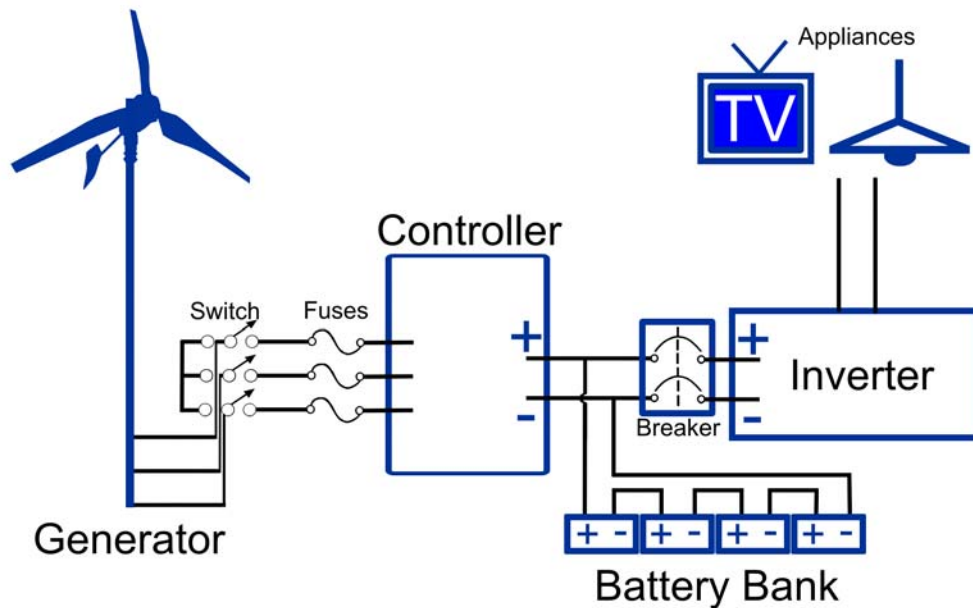 Appliances
TV
Controller
Switch
Fuses
+
-
Breaker
+
-
Inverter
Generator
+ - + - + - + -
Battery Bank